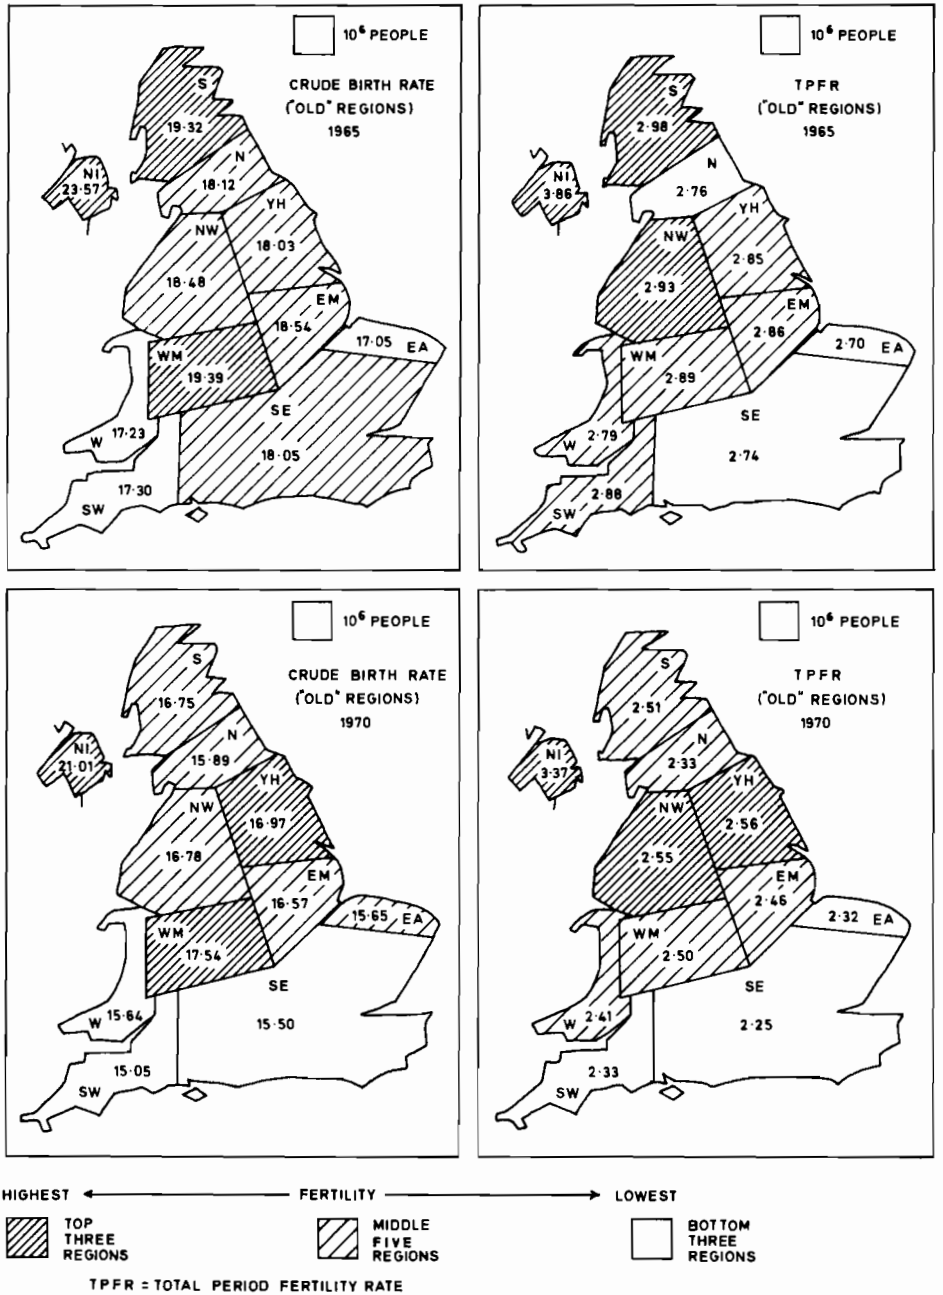 10⁶ PEOPLE
CRUDE BIRTH RATE
("OLD" REGIONS)
1965
S
19·32
N
18·12
NI
23·57
YH
18·03
NW
18·48
EM
18·54
17·05 EA
WM
19·39
SE
18·05
W 17·23
17·30
SW
10⁶ PEOPLE
TPFR
("OLD" REGIONS)
1965
S
2·98
N
2·76
NI
3·86
YH
2·85
NW
2·93
EM
2·86
2·70 EA
WM
2·89
SE
2·74
W 2·79
2·88
SW
10⁶ PEOPLE
CRUDE BIRTH RATE
("OLD" REGIONS)
1970
S
16·75
N
15·89
NI
21·01
YH
16·97
NW
16·78
EM
16·57
15·65 EA
WM
17·54
SE
15·50
W 15·64
15·05
SW
10⁶ PEOPLE
TPFR
("OLD" REGIONS)
1970
S
2·51
N
2·33
NI
3·37
YH
2·56
NW
2·55
EM
2·46
2·32 EA
WM
2·50
SE
2·25
W 2·41
2·33
SW
HIGHEST FERTILITY LOWEST
TOP
THREE
REGIONS
MIDDLE
FIVE
REGIONS
BOTTOM
THREE
REGIONS
TPFR = TOTAL PERIOD FERTILITY RATE